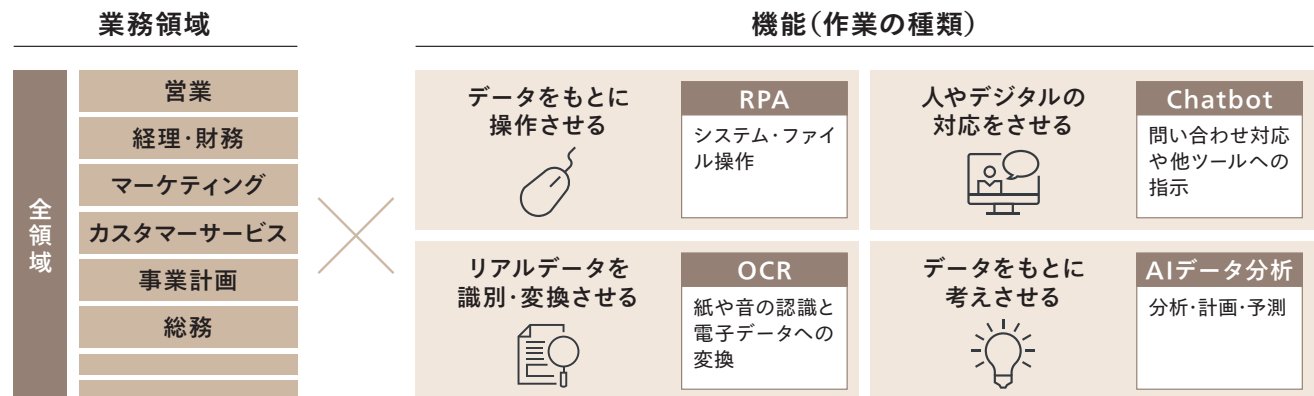 業務領域
機能(作業の種類)
全領域
営業
経理・財務
マーケティング
カスタマーサービス
事業計画
総務
データをもとに
操作させる
RPA
システム・ファイ
ル操作
人やデジタルの
対応をさせる
Chatbot
問い合わせ対応
や他ツールへの
指示
リアルデータを
識別・変換させる
OCR
紙や音の認識と
電子データへの
変換
データをもとに
考えさせる
AIデータ分析
分析・計画・予測